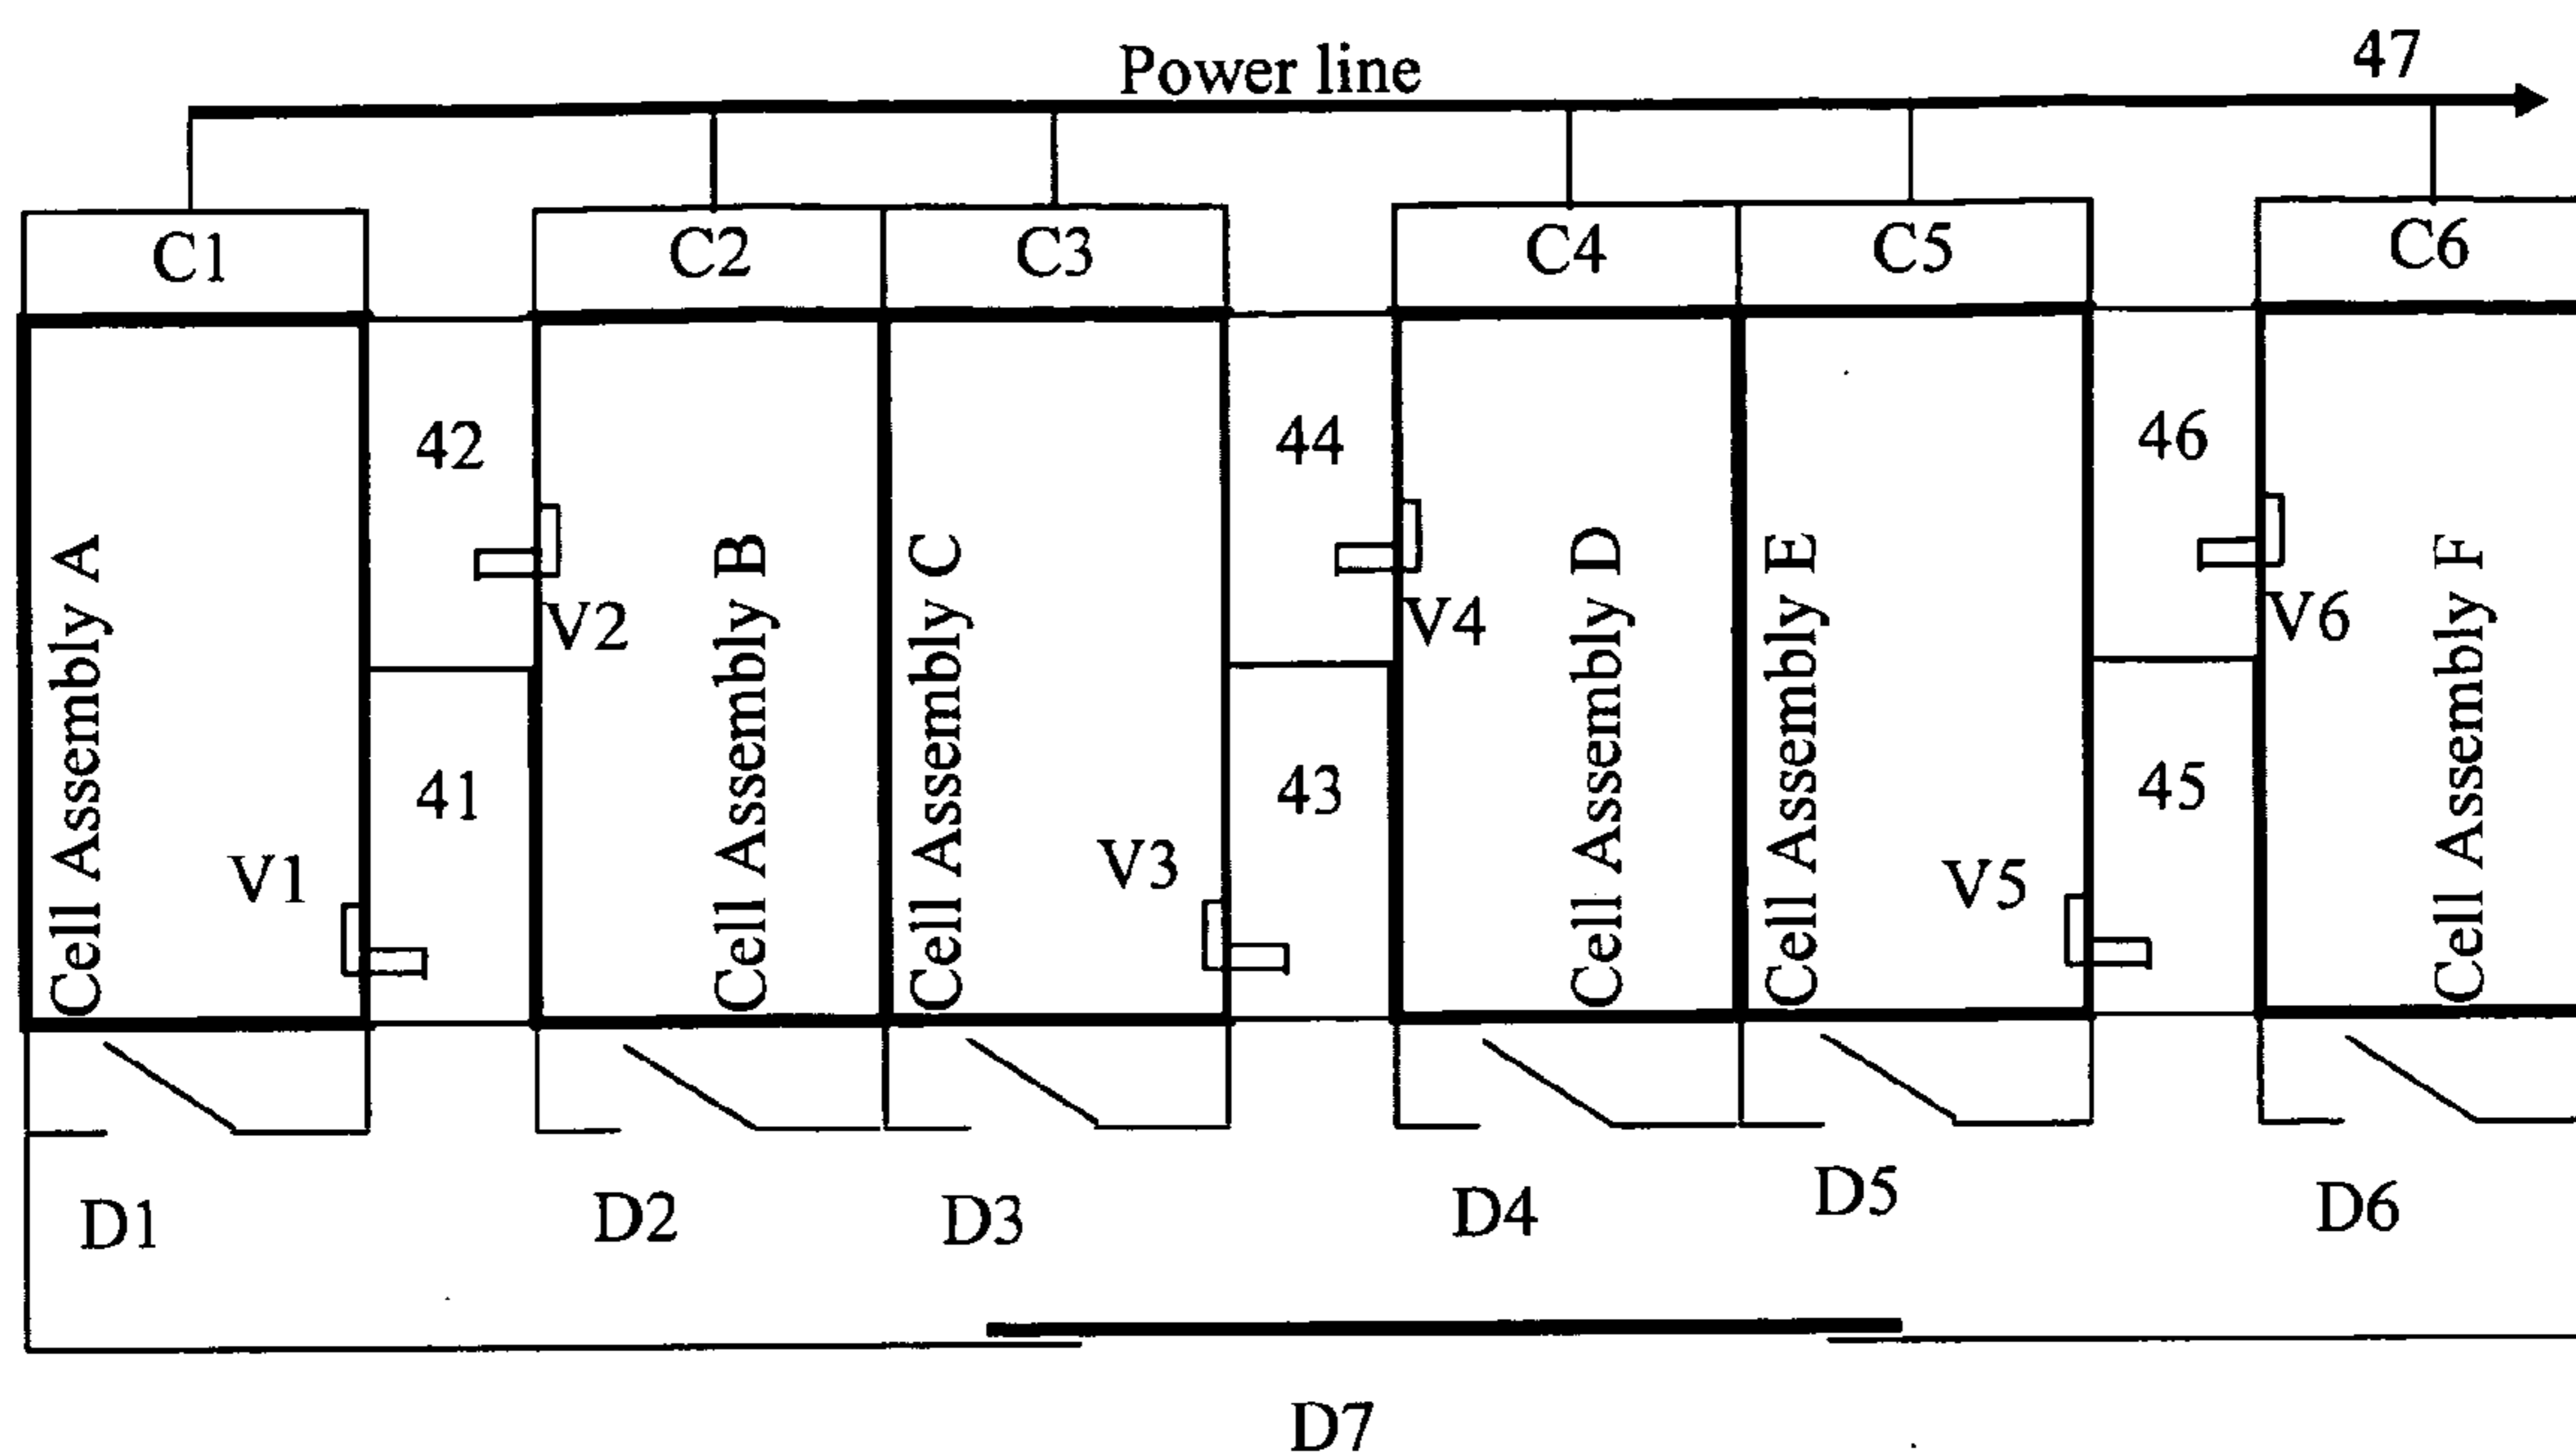 Power line
47
C1
C2
C3
C4
C5
C6
42
44
46
V2
V4
V6
Cell Assembly A
Cell Assembly B
Cell Assembly C
Cell Assembly D
Cell Assembly E
Cell Assembly F
41
43
45
V1
V3
V5
D1
D2
D3
D4
D5
D6
D7